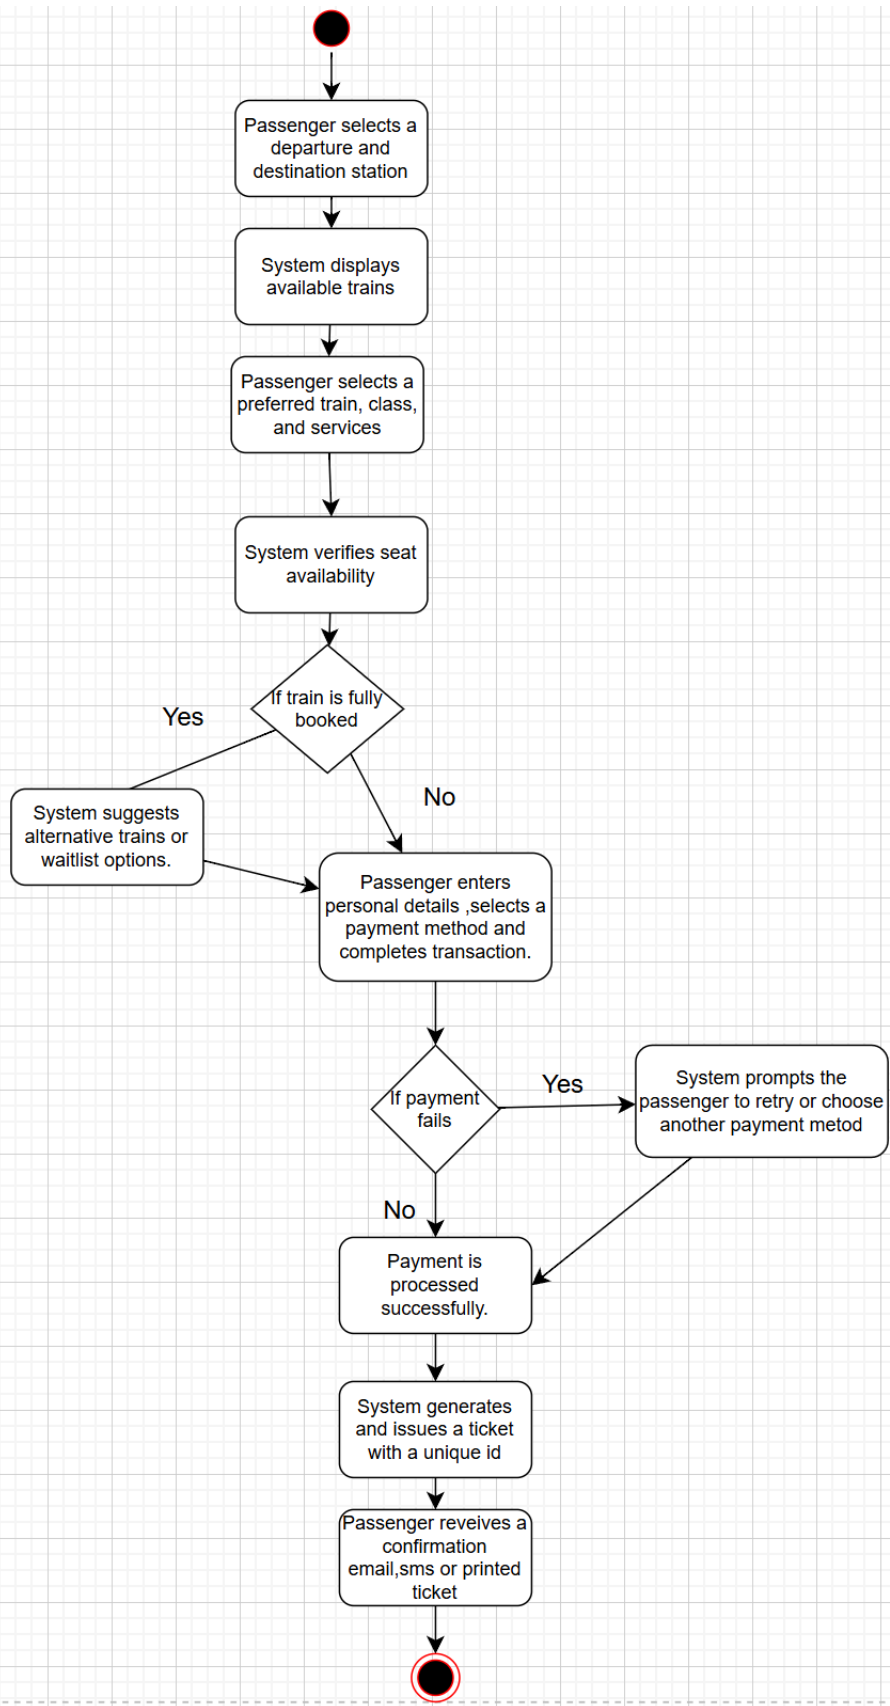 Passenger selects a
departure and
destination station
System displays
available trains
Passenger selects a
preferred train, class,
and services
System verifies seat
availability
If train is fully
booked
Yes
No
System suggests
alternative trains or
waitlist options.
Passenger enters
personal details ,selects a
payment method and
completes transaction.
If payment
fails
Yes
System prompts the
passenger to retry or choose
another payment metod
No
Payment is
processed
successfully.
System generates
and issues a ticket
with a unique id
Passenger reveives a
confirmation
email,sms or printed
ticket